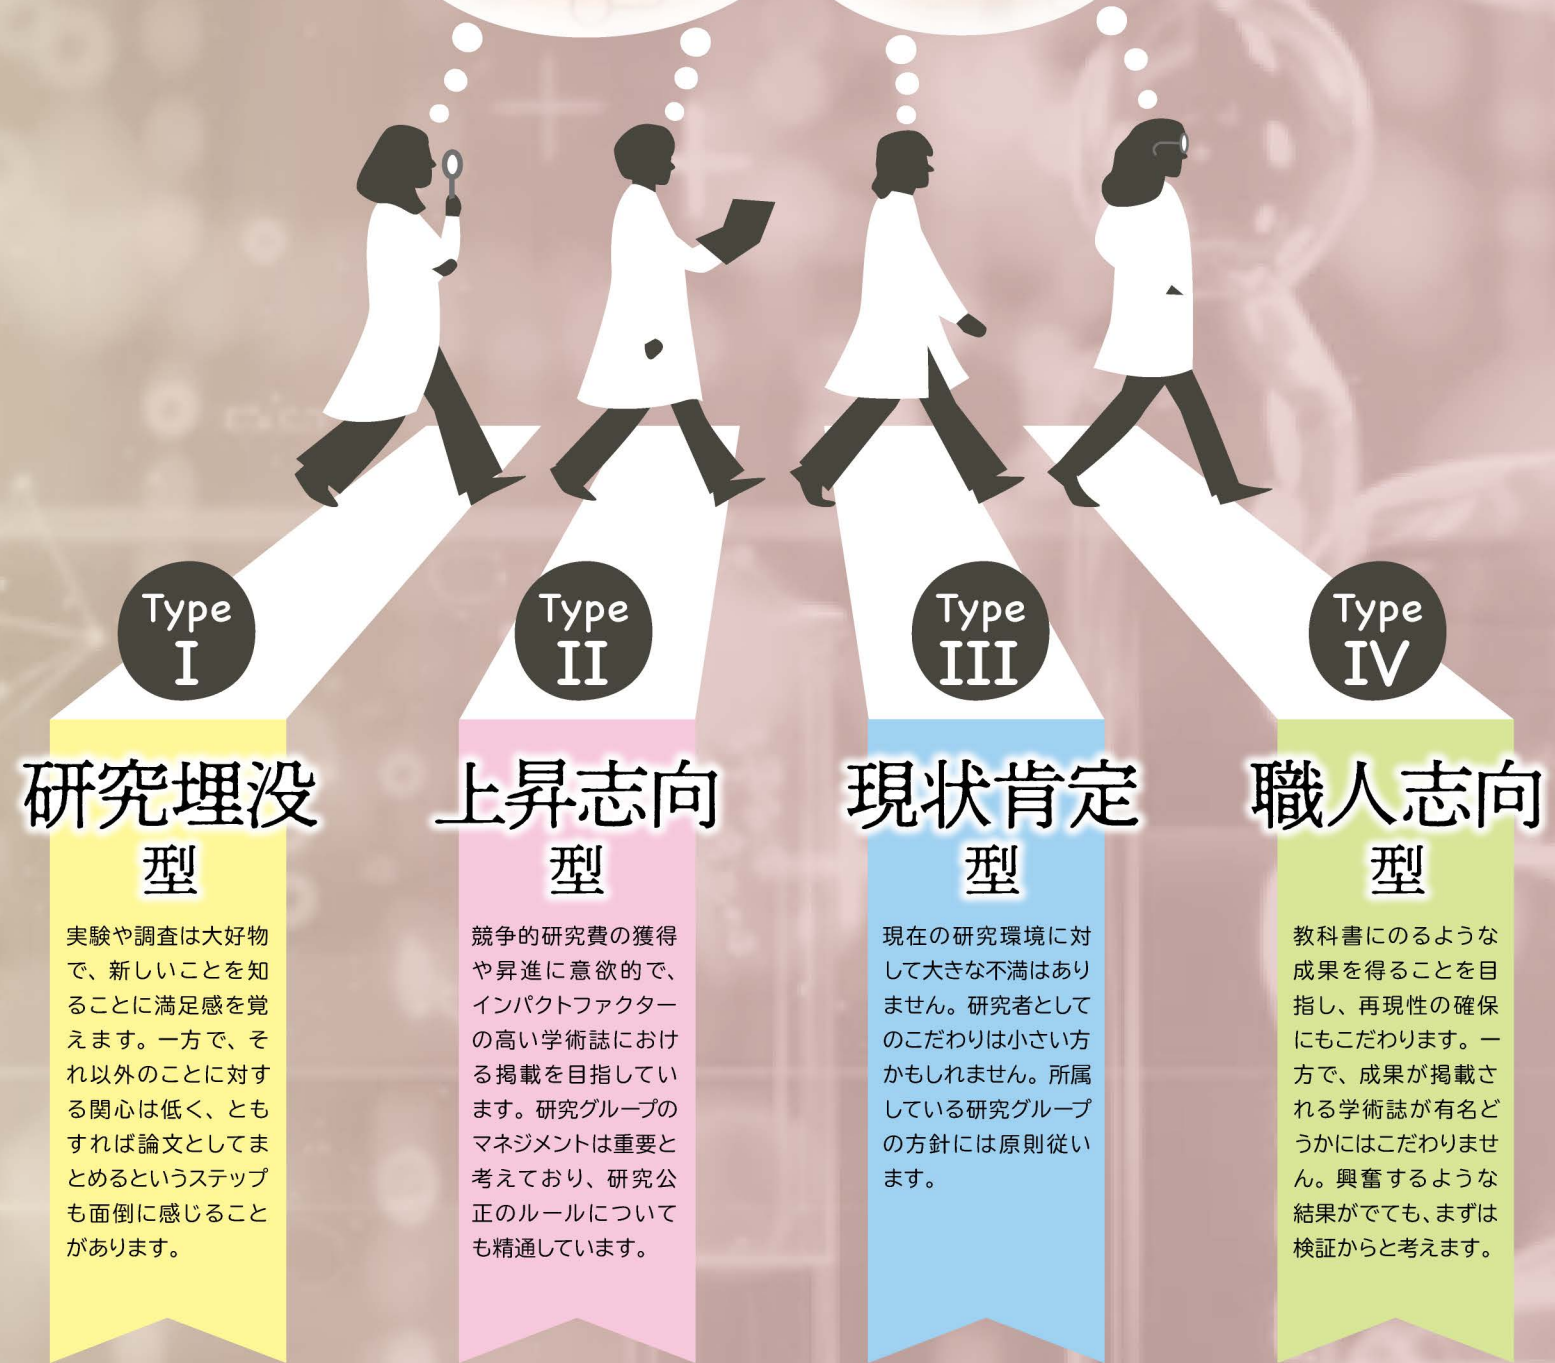 Type
I
研究埋没
型
実験や調査は大好物
で、新しいことを知
ることに満足感を覚
えます。一方で、そ
れ以外のことに対す
る関心は低く、とも
すれば論文としてま
とめるというステップ
も面倒に感じること
があります。
Type
II
上昇志向
型
競争的研究費の獲得
や昇進に意欲的で、
インパクトファクター
の高い学術誌におけ
る掲載を目指してい
ます。研究グループの
マネジメントは重要と
考えており、研究公
正のルールについて
も精通しています。
Type
III
現状肯定
型
現在の研究環境に対
して大きな不満はあり
ません。研究者として
のこだわりは小さい方
かもしれません。所属
している研究グループ
の方針には原則従い
ます。
Type
IV
職人志向
型
教科書にのるような
成果を得ることを目
指し、再現性の確保
にもこだわります。一
方で、成果が掲載さ
れる学術誌が有名ど
うかにはこだわりませ
ん。興奮するような
結果がでても、まずは
検証からと考えます。